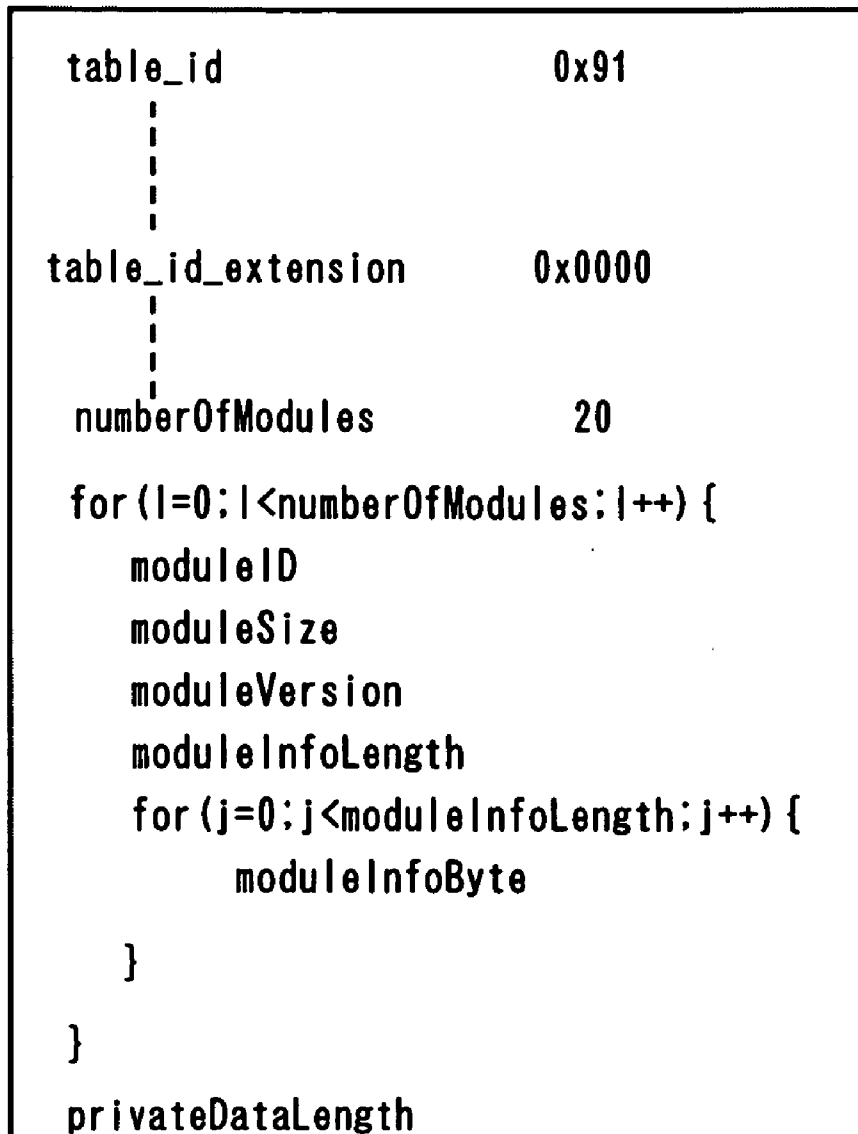 table_id 0x91
table_id_extension 0x0000
numberOfModules 20
for(I=0;I<numberOfModules;I++){
moduleID
moduleSize
moduleVersion
moduleInfoLength
for(j=0;j<moduleInfoLength;j++){
moduleInfoByte
}
}
privateDataLength